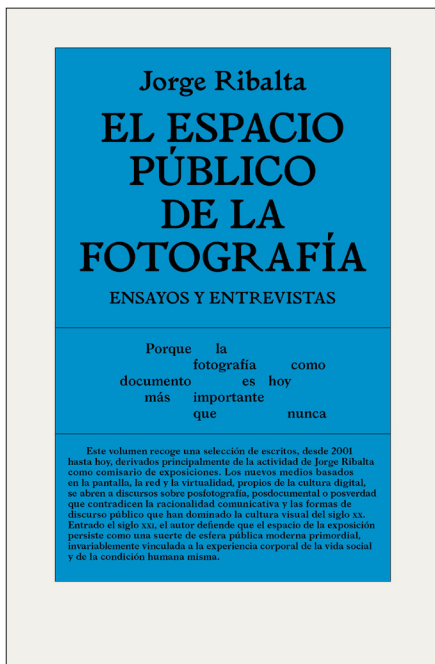 Jorge Ribalta
EL ESPACIO
PÚBLICO
DE LA
FOTOGRAFÍA
ENSAYOS Y ENTREVISTAS
Porque la
fotografía como
documento es hoy
más importante
que nunca
Este volumen recoge una selección de escritos, desde 2001
hasta hoy, derivados principalmente de la actividad de Jorge Ribalta
como comisario de exposiciones. Los nuevos medios basados
en la pantalla, la red y la virtualidad, propios de la cultura digital,
se abren a discursos sobre posfotografía, posdocumental o posverdad
que contradicen la racionalidad comunicativa y las formas de
discurso público que han dominado la cultura visual del siglo XX.
Entrado el siglo XXI, el autor defiende que el espacio de la exposición
persiste como una suerte de esfera pública moderna primordial,
invariablemente vinculada a la experiencia corporal de la vida social
y de la condición humana misma.